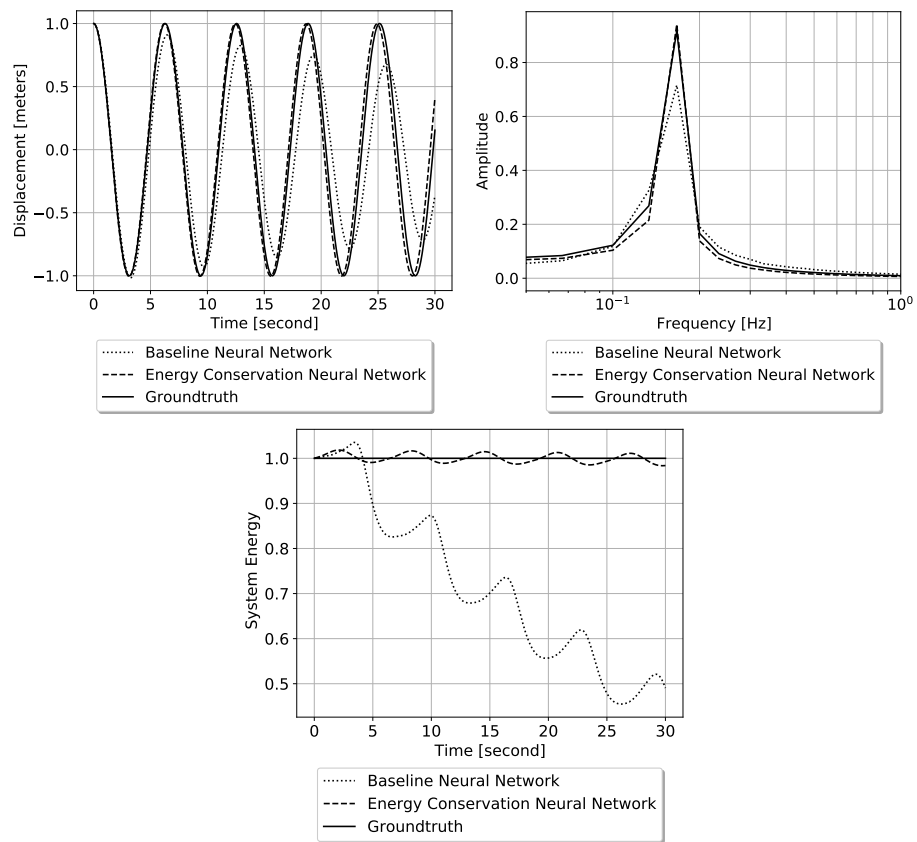 1.0
0.5
0.0
−0.5
−1.0
Displacement [meters]
0 5 10 15 20 25 30
Time [second]
Baseline Neural Network
Energy Conservation Neural Network
Groundtruth
0.8
0.6
0.4
0.2
0.0
Amplitude
10⁻¹ 10⁰
Frequency [Hz]
Baseline Neural Network
Energy Conservation Neural Network
Groundtruth
1.0
0.9
0.8
0.7
0.6
0.5
System Energy
0 5 10 15 20 25 30
Time [second]
Baseline Neural Network
Energy Conservation Neural Network
Groundtruth